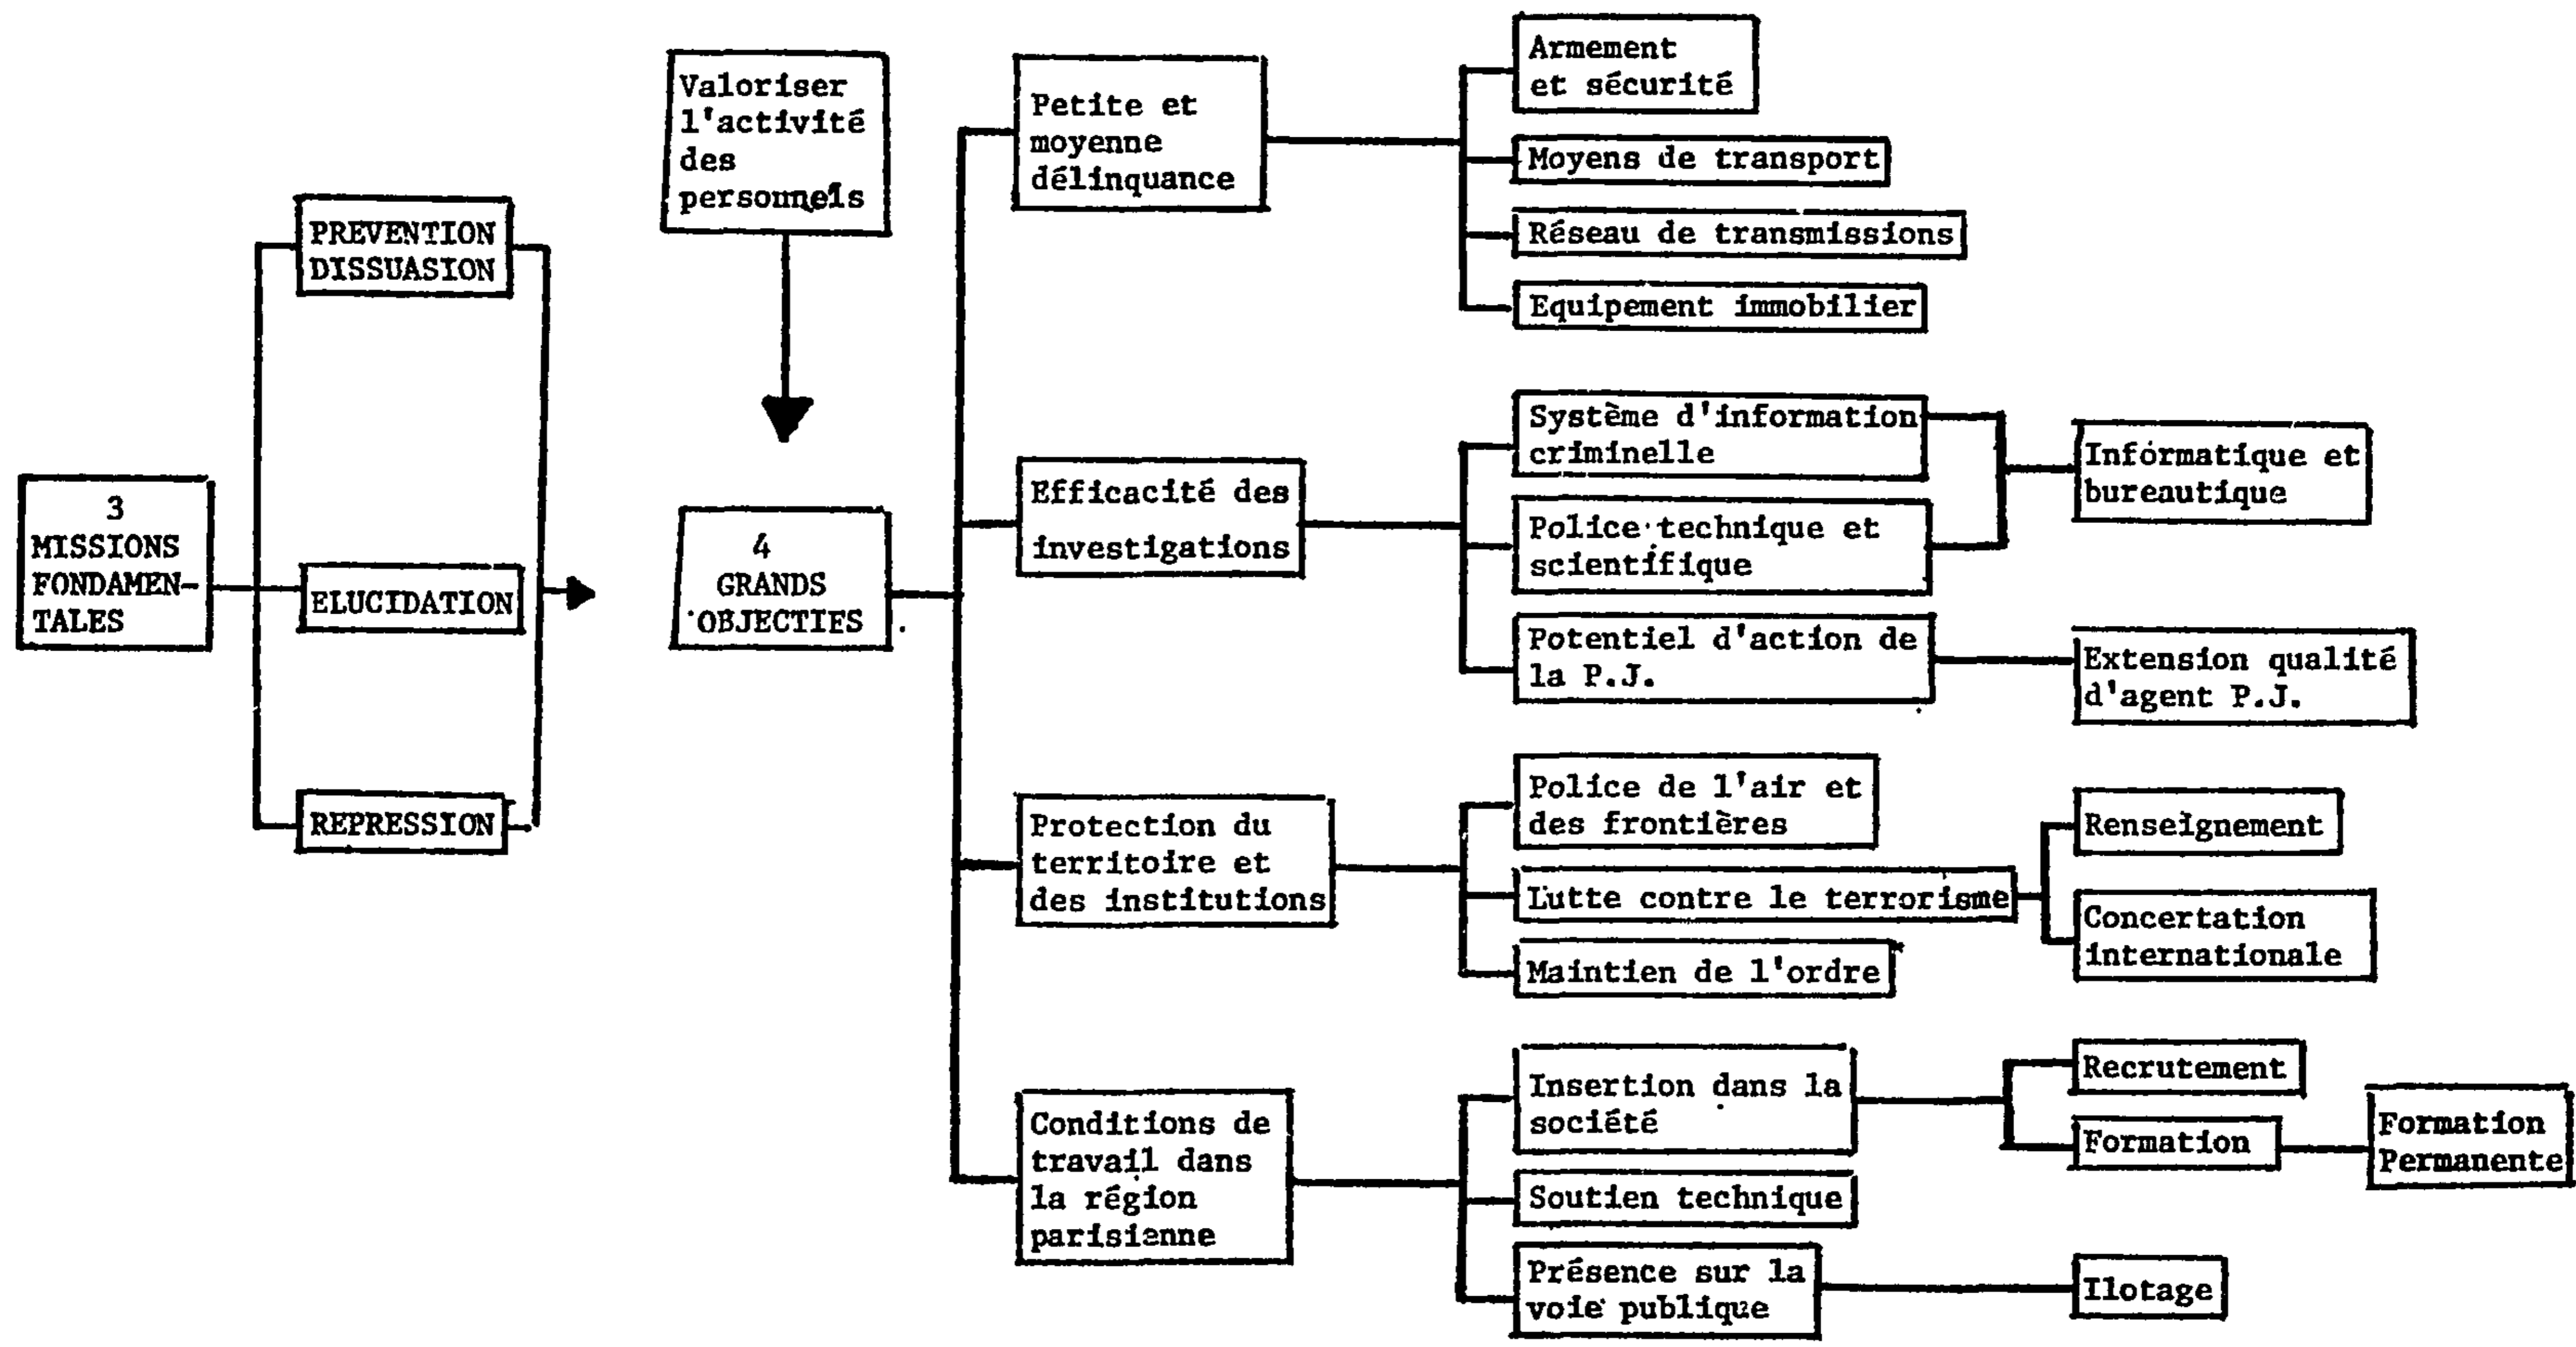 3
MISSIONS
FONDAMEN-
TALES
PREVENTION
DISSUASION
ELUCIDATION
REPRESSION
Valoriser
l'activité
des
personnels
4
GRANDS
OBJECTIFS
Petite et
moyenne
délinquance
Armement
et sécurité
Moyens de transport
Réseau de transmissions
Equipement immobilier
Efficacité des
investigations
Système d'information
criminelle
Police technique et
scientifique
Potentiel d'action de
la P.J.
Informatique et
bureautique
Extension qualité
d'agent P.J.
Protection du
territoire et
des institutions
Police de l'air et
des frontières
Lutte contre le terrorisme
Maintien de l'ordre
Renseignement
Concertation
internationale
Conditions de
travail dans
la région
parisienne
Insertion dans la
société
Soutien technique
Présence sur la
voie publique
Recrutement
Formation
Formation
Permanente
Ilotage